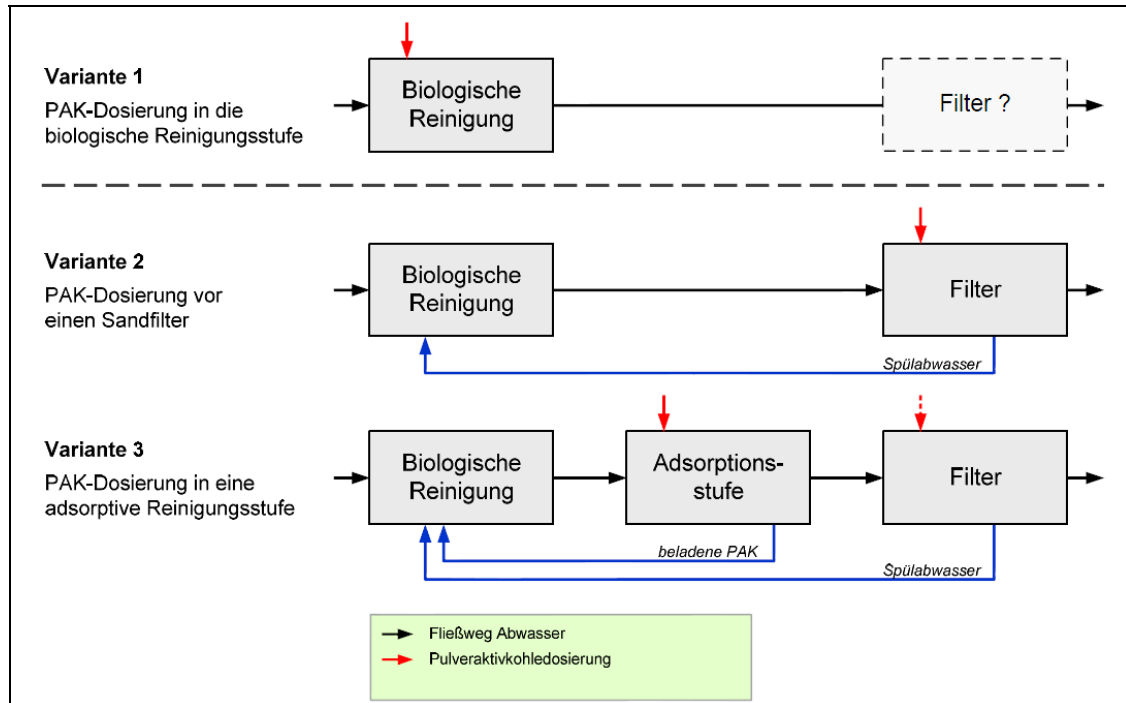 Variante 1
PAK-Dosierung in die
biologische Reinigungsstufe
Biologische
Reinigung
Filter ?
Variante 2
PAK-Dosierung vor
einen Sandfilter
Biologische
Reinigung
Filter
Spülabwasser
Variante 3
PAK-Dosierung in eine
adsorptive Reinigungsstufe
Biologische
Reinigung
Adsorptions-
stufe
Filter
beladene PAK
Spülabwasser
Fließweg Abwasser
Pulveraktivkohledosierung